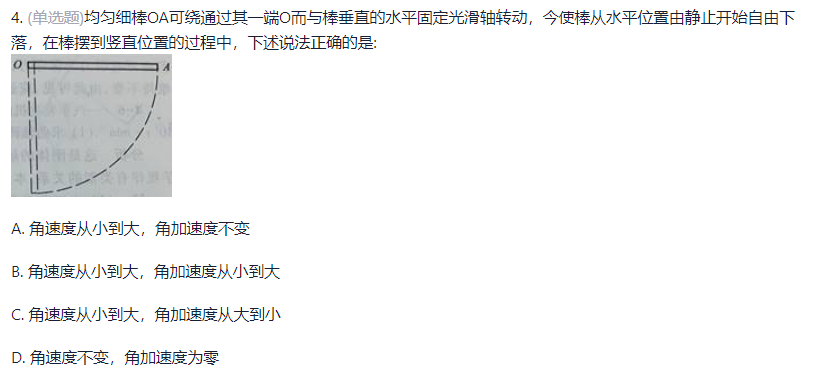 4. (单选题)均匀细棒OA可绕通过其一端O而与棒垂直的水平固定光滑轴转动，今使棒从水平位置由静止开始自由下
落，在棒摆到竖直位置的过程中，下述说法正确的是:
O A
A. 角速度从小到大，角加速度不变
B. 角速度从小到大，角加速度从小到大
C. 角速度从小到大，角加速度从大到小
D. 角速度不变，角加速度为零